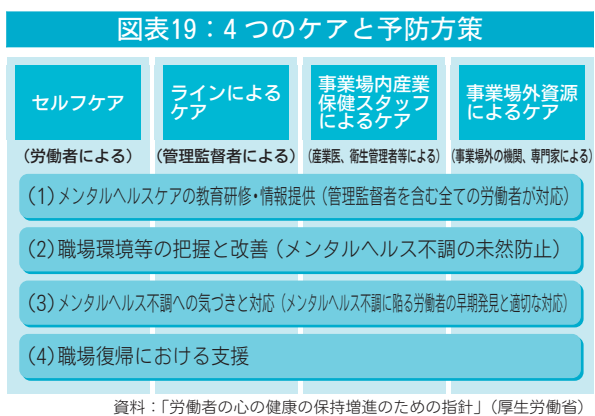 図表19：4つのケアと予防方策
セルフケア
ラインによる
ケア
事業場内産業
保健スタッフ
によるケア
事業場外資源
によるケア
(労働者による)
(管理監督者による)
(産業医、衛生管理者等による)
(事業場外の機関、専門家による)
(1)メンタルヘルスケアの教育研修・情報提供(管理監督者を含む全ての労働者が対応)
(2)職場環境等の把握と改善(メンタルヘルス不調の未然防止)
(3)メンタルヘルス不調への気づきと対応(メンタルヘルス不調に陥る労働者の早期発見と適切な対応)
(4)職場復帰における支援
資料：「労働者の心の健康の保持増進のための指針」(厚生労働省)